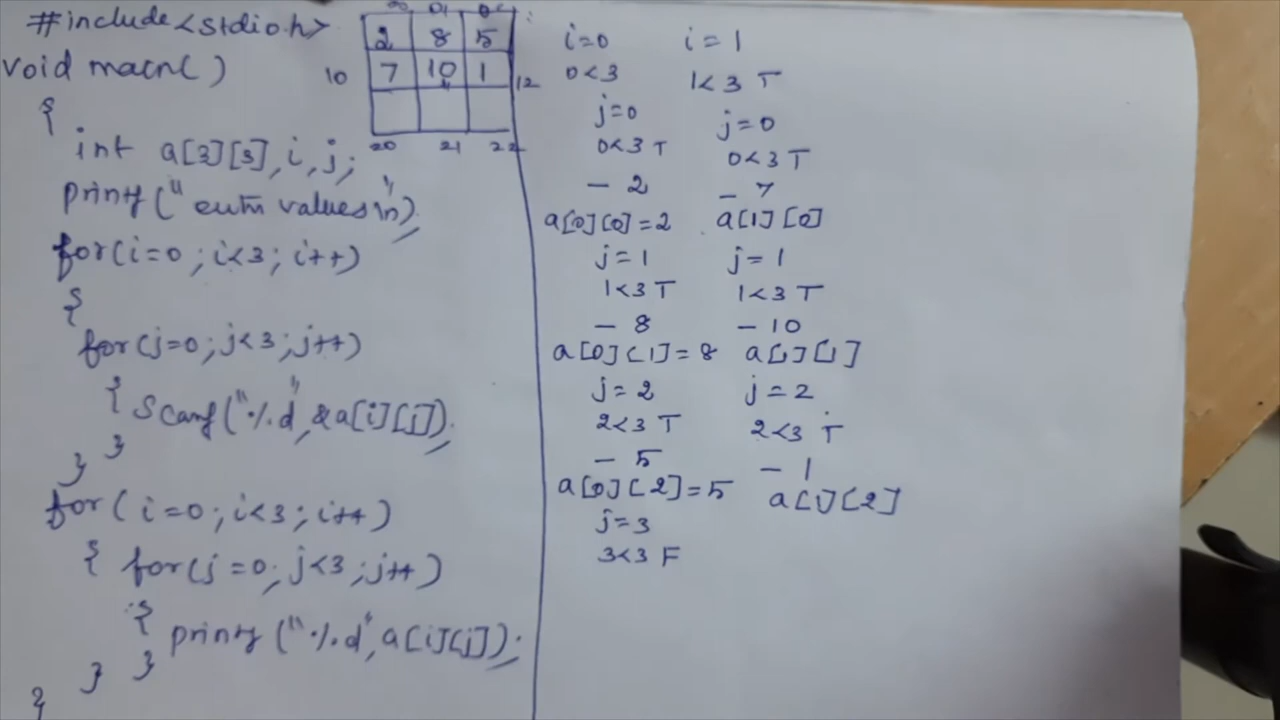 #include<stdio.h>
void main()
{
int a[3][3],i,j;
printf("enter values\n");
for(i=0;i<3;i++)
{
for(j=0;j<3;j++)
{ scanf("%d",&a[i][j]);
}
}
for(i=0;i<3;i++)
{ for(j=0;j<3;j++)
{ printf("%d",a[i][j]);
} }
}
00 01 02
2 8 5
10 7 10 1 12
20 21 22
i=0
0<3
j=0
0<3 T
- 2
a[0][0]=2
j=1
1<3 T
- 8
a[0][1]=8
j=2
2<3 T
- 5
a[0][2]=5
j=3
3<3 F
i=1
1<3 T
j=0
0<3 T
- 7
a[1][0]
j=1
1<3 T
- 10
a[1][1]
j=2
2<3 T
- 1
a[1][2]